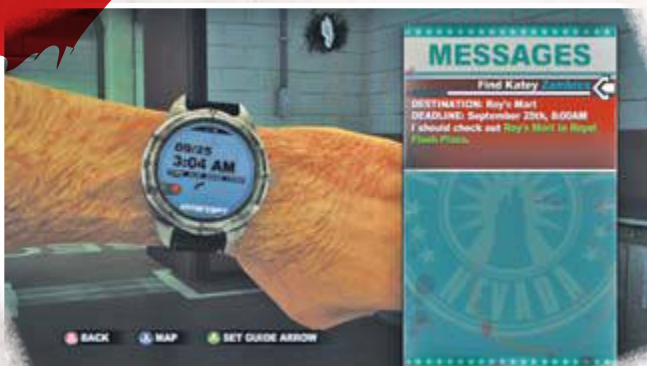 MESSAGES
Find Katey Zombrex
DESTINATION: Roy's Mart
DEADLINE: September 25th, 8:00AM
I should check out Roy's Mart in Royal
Flush Plaza.
09/25
3:04 AM
NEVADA
BACK
MAP
SET GUIDE ARROW